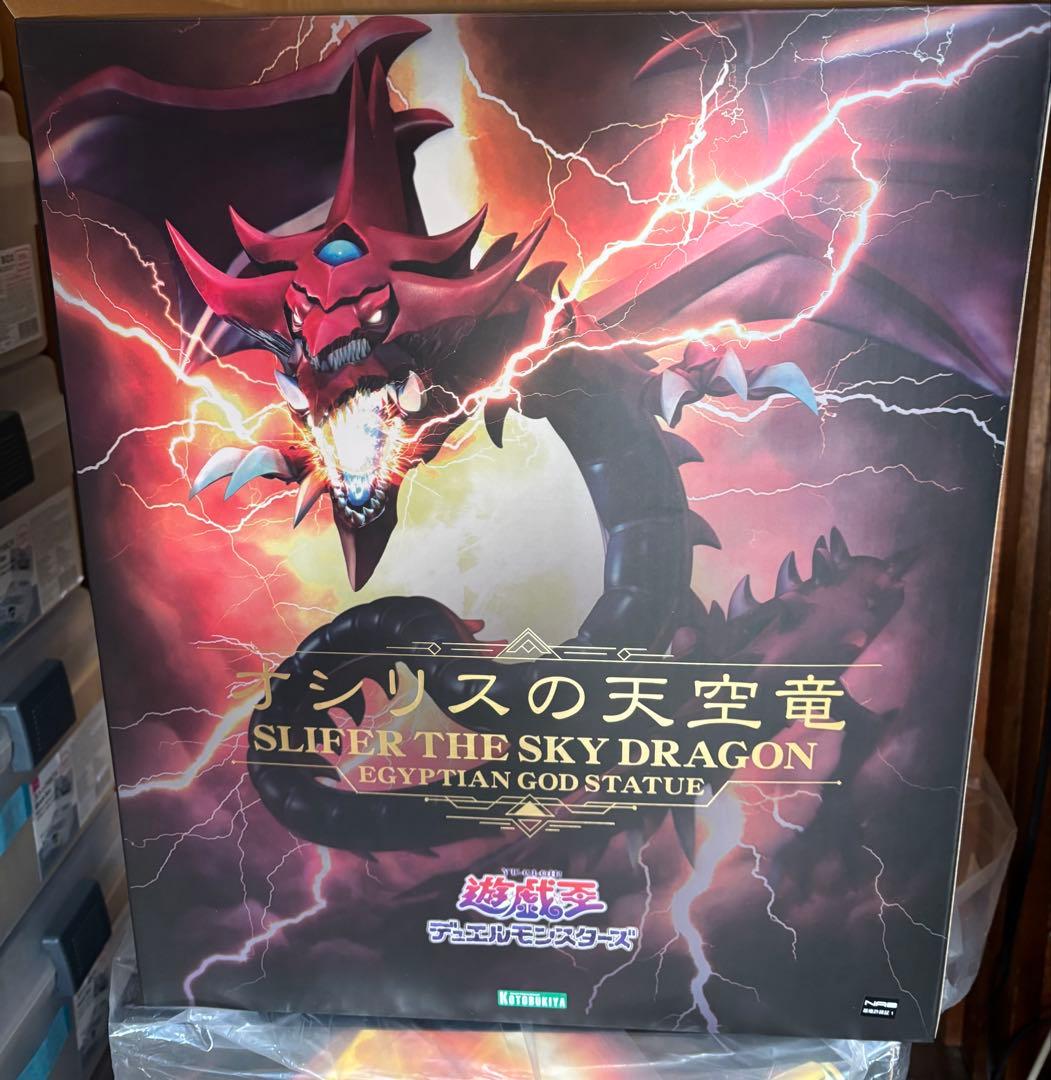 オシリスの天空竜
SLIFER THE SKY DRAGON
EGYPTIAN GOD STATUE
YU-GI-OH!
遊戯王
デュエルモンスターズ
KOTOBUKIYA
NAS